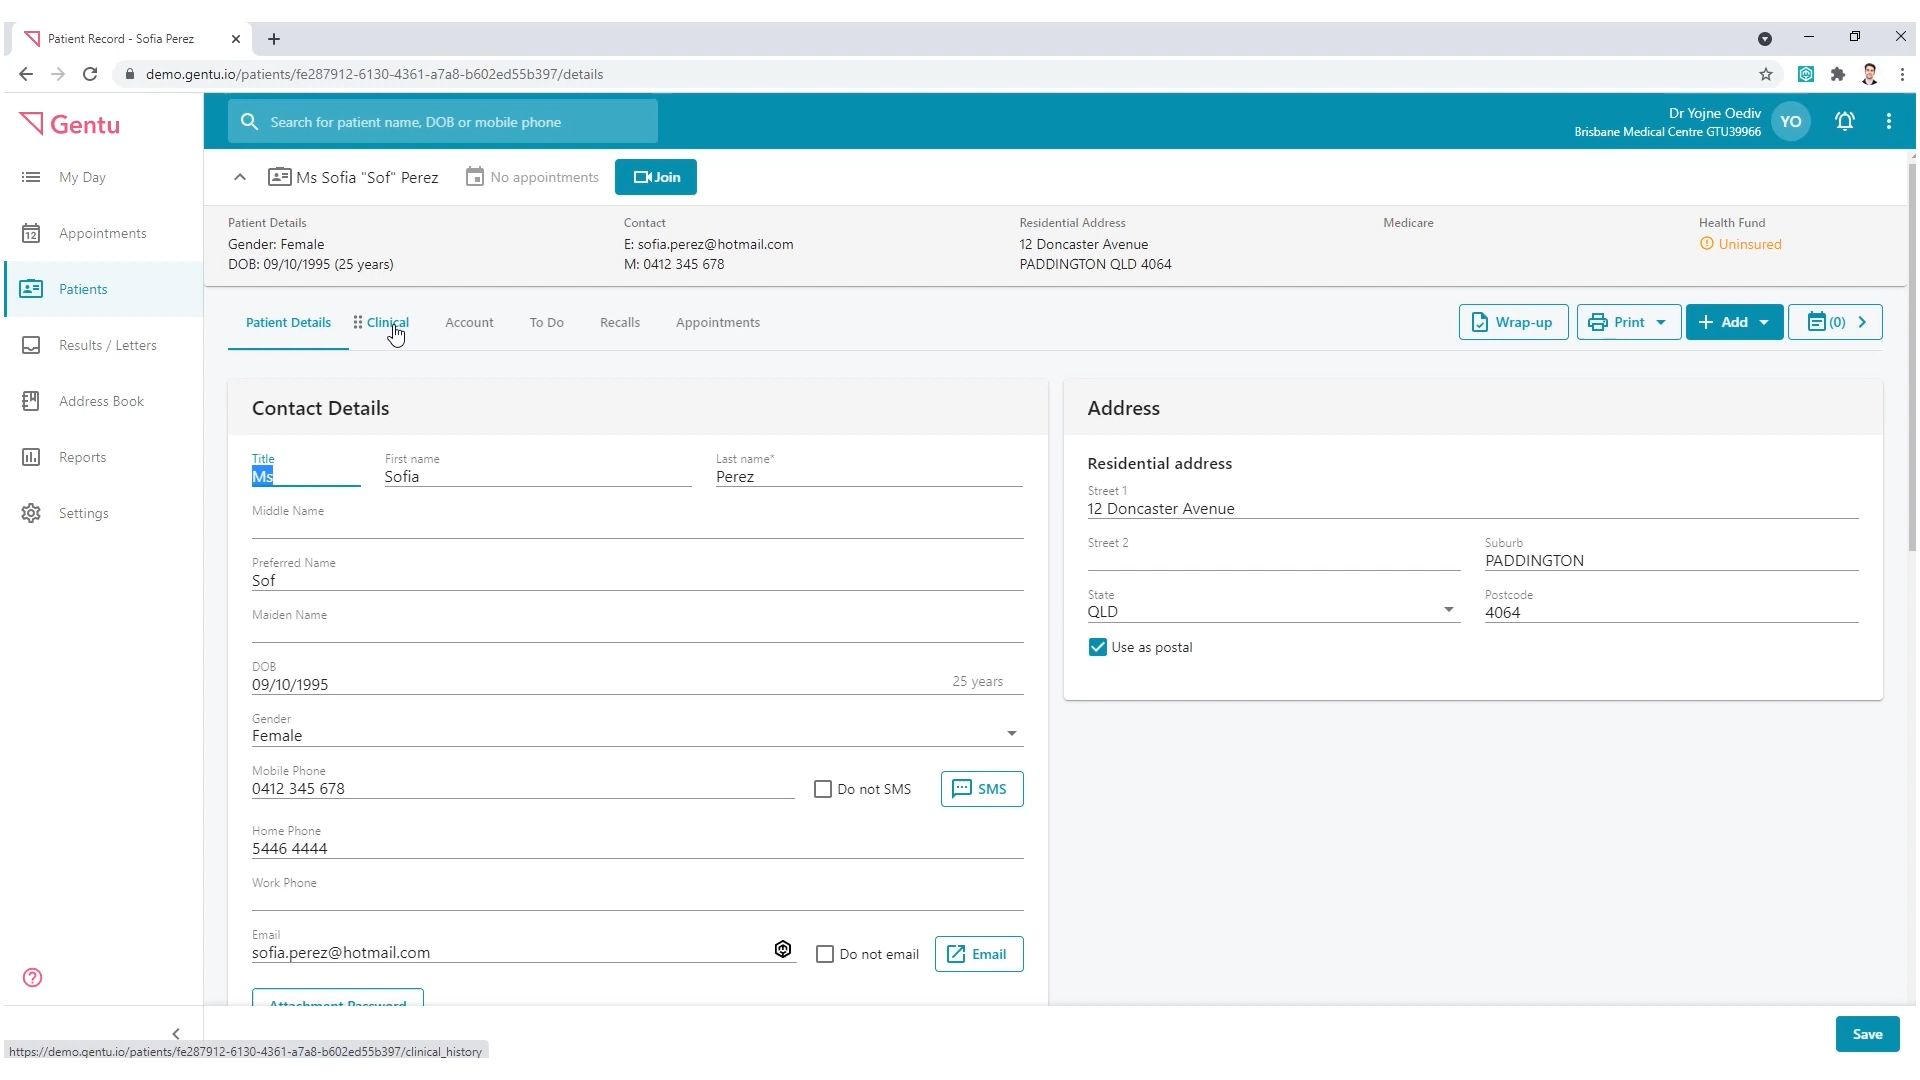 Patient Record - Sofia Perez
demo.gentu.io/patients/fe287912-6130-4361-a7a8-b602ed55b397/details
Gentu
Search for patient name, DOB or mobile phone
Dr Yojne Oediv
Brisbane Medical Centre GTU39966
YO
My Day
12
Appointments
Patients
Results / Letters
Address Book
Reports
Settings
Ms Sofia "Sof" Perez
No appointments
Join
Patient Details
Gender: Female
DOB: 09/10/1995 (25 years)
Contact
E: sofia.perez@hotmail.com
M: 0412 345 678
Residential Address
12 Doncaster Avenue
PADDINGTON QLD 4064
Medicare
Health Fund
Uninsured
Patient Details
Clinical
Account
To Do
Recalls
Appointments
Wrap-up
Print
Add
(0)
Contact Details
Title
Ms
First name
Sofia
Last name*
Perez
Middle Name
Preferred Name
Sof
Maiden Name
DOB
09/10/1995
25 years
Gender
Female
Mobile Phone
0412 345 678
Do not SMS
SMS
Home Phone
5446 4444
Work Phone
Email
sofia.perez@hotmail.com
Do not email
Email
Attachment Password
Address
Residential address
Street 1
12 Doncaster Avenue
Street 2
Suburb
PADDINGTON
State
QLD
Postcode
4064
Use as postal
Save
https://demo.gentu.io/patients/fe287912-6130-4361-a7a8-b602ed55b397/clinical_history